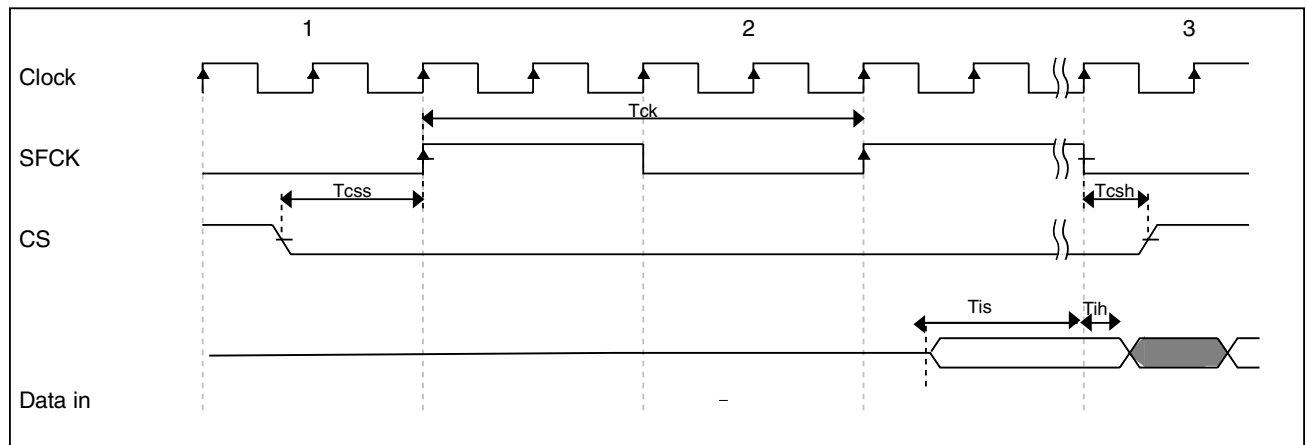 1 2 3
Clock
Tck
SFCK
Tcss Tcsh
CS
Tis Tih
Data in